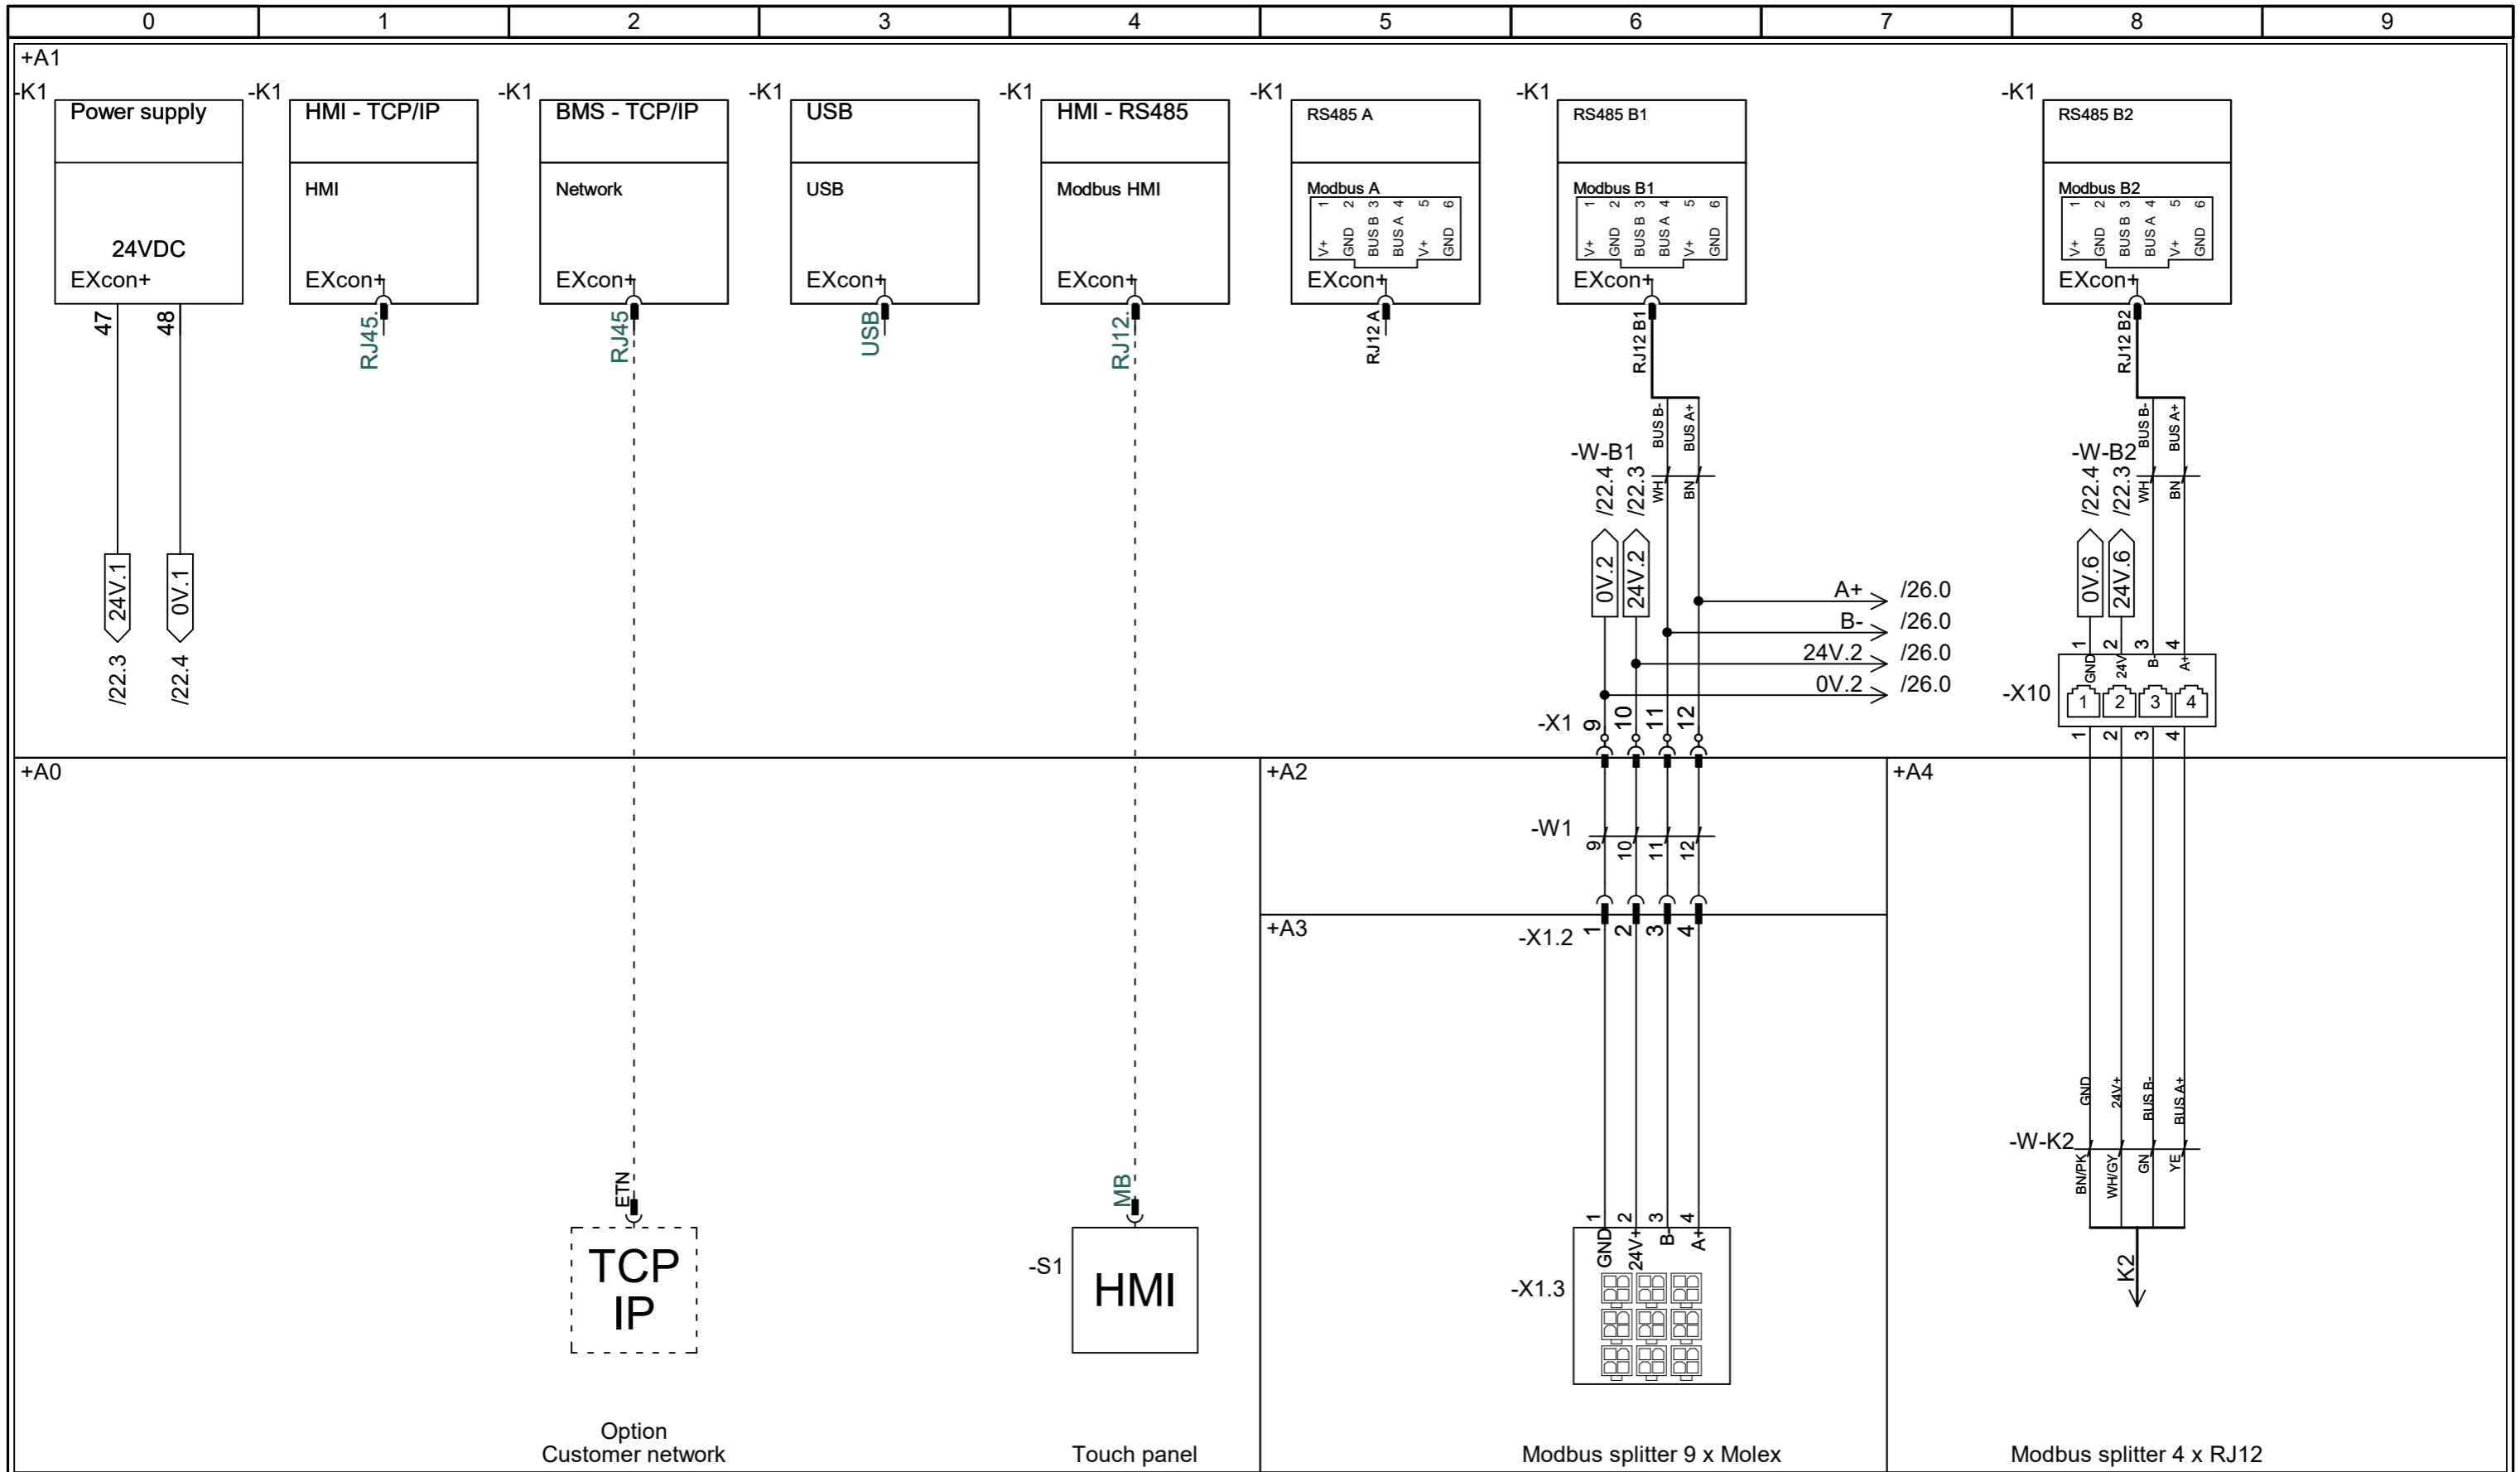 0 1 2 3 4 5 6 7 8 9
+A1
-K1 -K1 -K1 -K1 -K1 -K1 -K1 -K1
Power supply
24VDC
EXcon+
47 48
24V.1 0V.1
/22.3 /22.4
HMI - TCP/IP
HMI
EXcon+
RJ45.
BMS - TCP/IP
Network
EXcon+
RJ45
USB
USB
EXcon+
USB
HMI - RS485
Modbus HMI
EXcon+
RJ12.
RS485 A
Modbus A
1 2 3 4 5 6
V+ GND BUS B BUS A V+ GND
EXcon+
RJ12 A
RS485 B1
Modbus B1
1 2 3 4 5 6
V+ GND BUS B BUS A V+ GND
EXcon+
RJ12 B1
BUS B- BUS A+
-W-B1
/22.4 /22.3 WH BN
0V.2 24V.2
A+ /26.0
B- /26.0
24V.2 /26.0
0V.2 /26.0
-X1 9 10 11 12
RS485 B2
Modbus B2
1 2 3 4 5 6
V+ GND BUS B BUS A V+ GND
EXcon+
RJ12 B2
BUS B- BUS A+
-W-B2
/22.4 /22.3 WH BN
0V.6 24V.6
1 2 3 4
GND 24V B- A+
-X10 1 2 3 4
1 2 3 4
+A0
ETN
TCP
IP
Option
Customer network
MB
-S1 HMI
Touch panel
+A2
-W1
9 10 11 12
+A3
-X1.2 1 2 3 4
1 2 3 4
GND 24V+ B- A+
-X1.3
Modbus splitter 9 x Molex
+A4
GND 24V+ BUS B- BUS A+
-W-K2
BN/PK WH/GY GN YE
K2
Modbus splitter 4 x RJ12